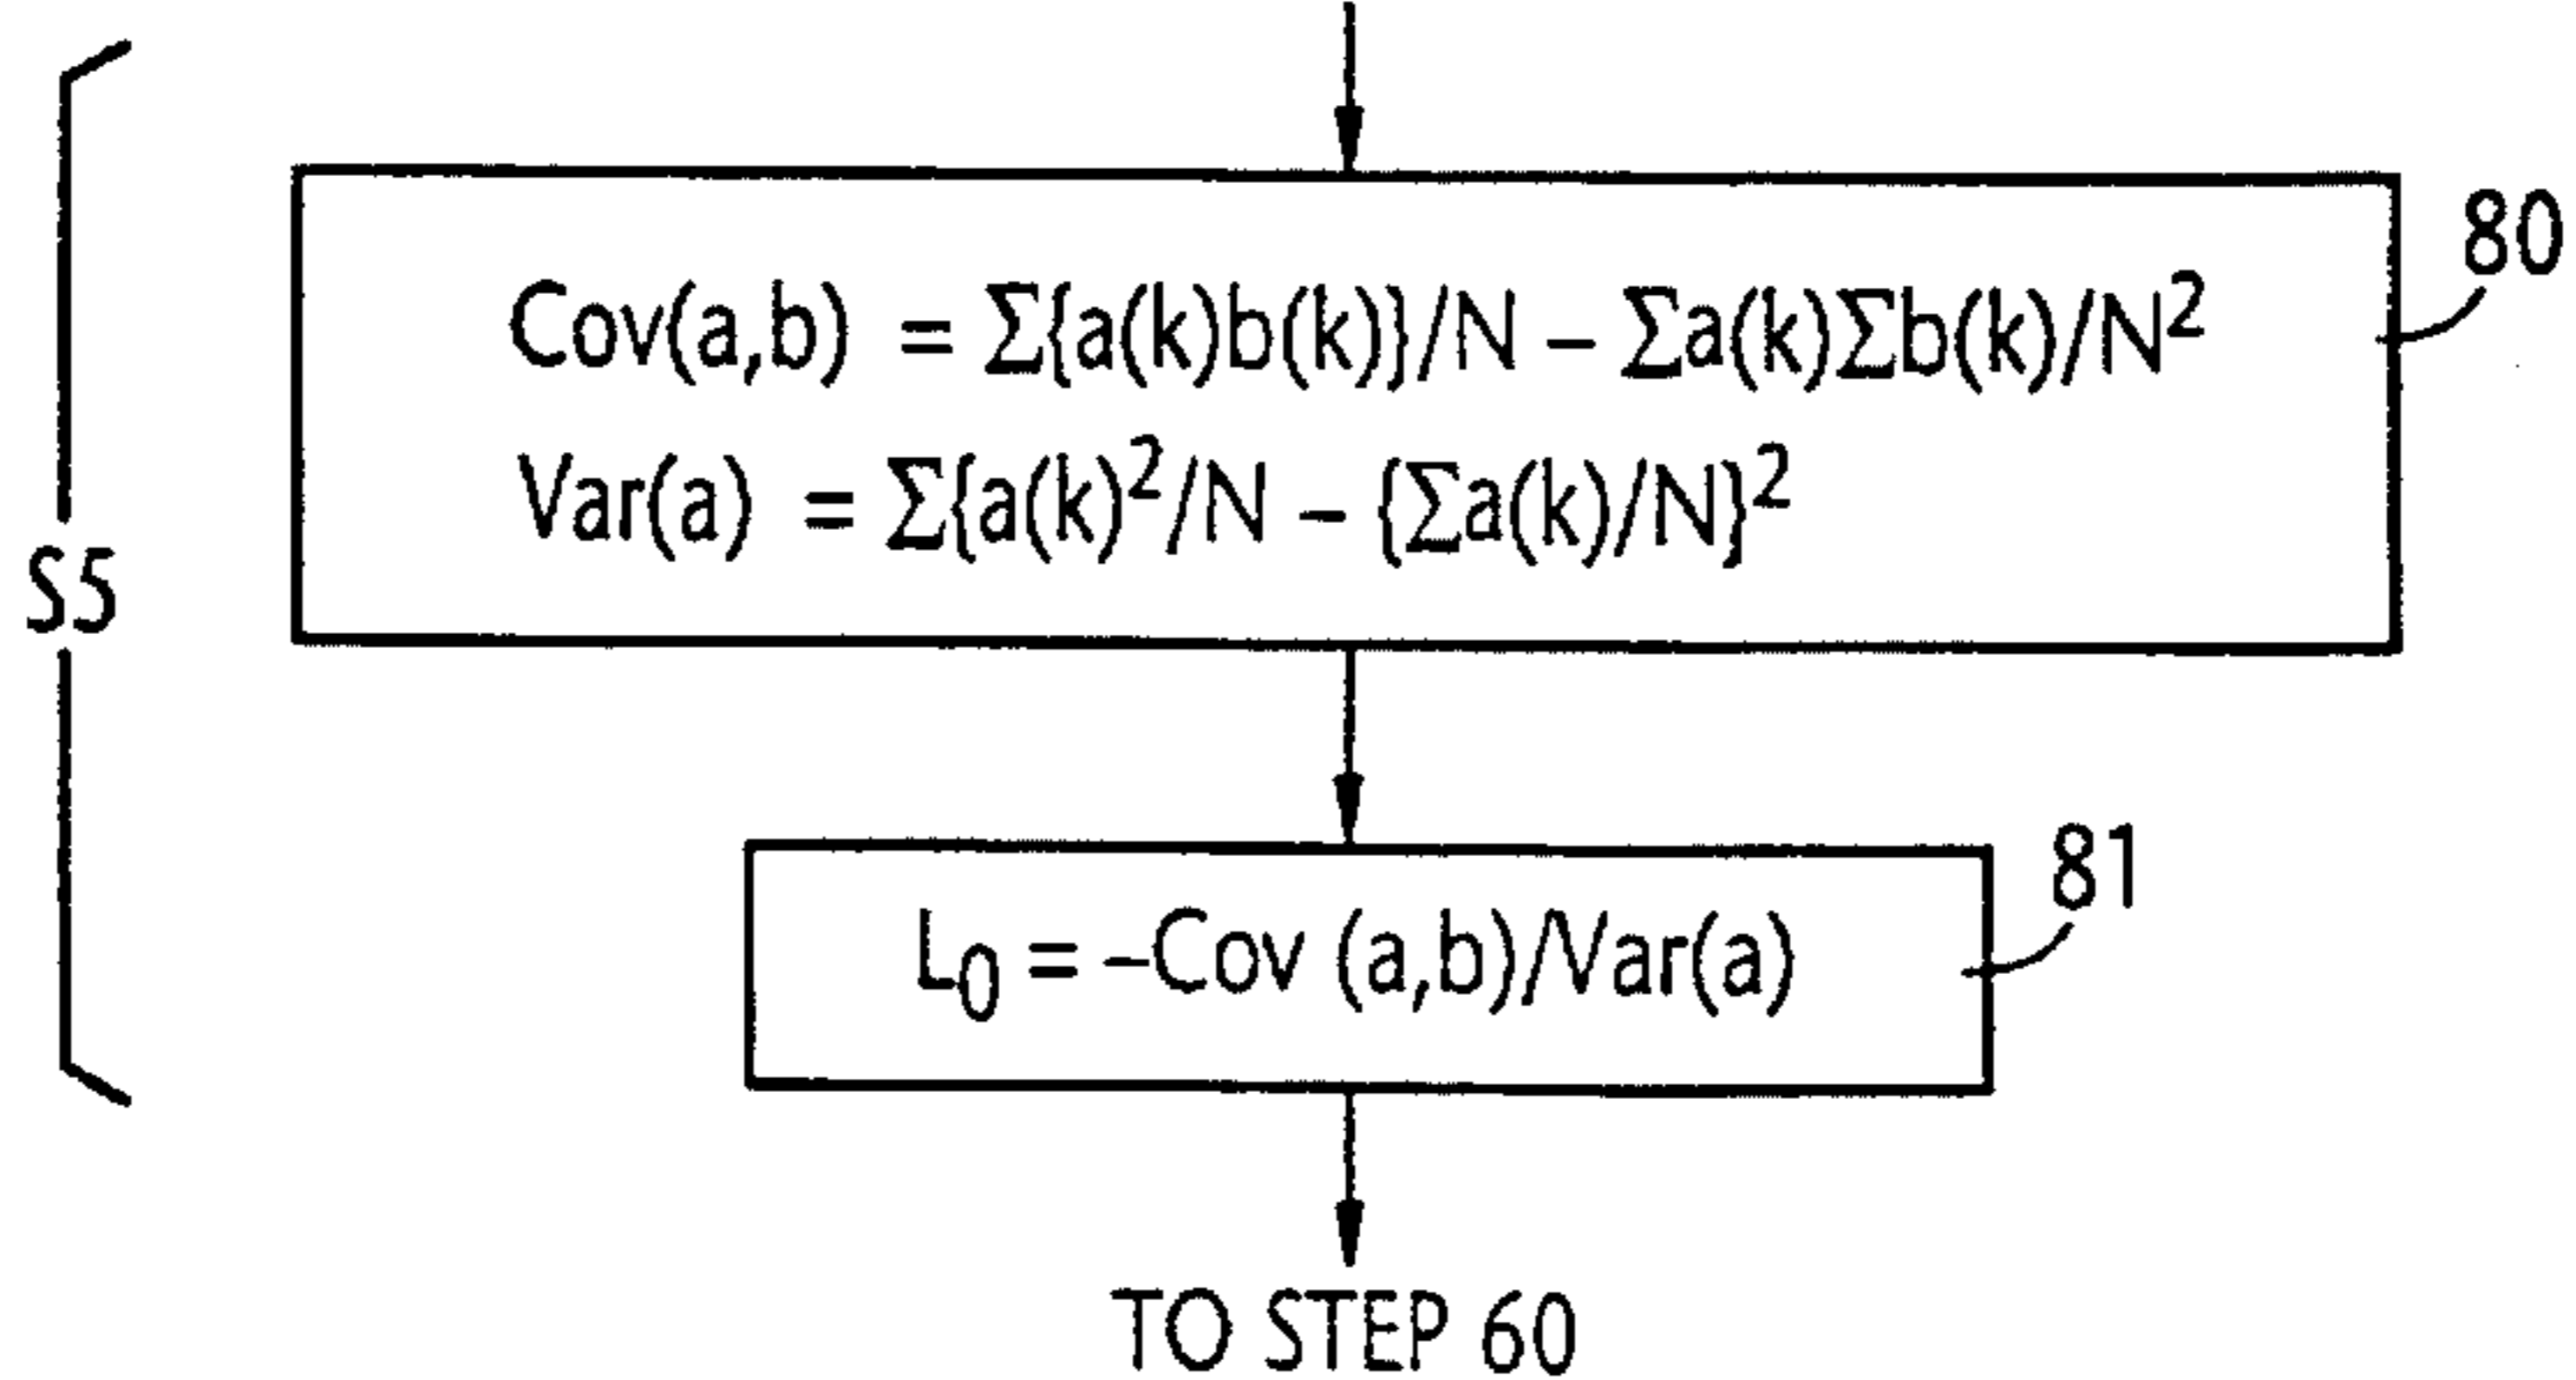 80
Cov(a,b) = Σ{a(k)b(k)}/N – Σa(k)Σb(k)/N²
Var(a) = Σ{a(k)²/N – {Σa(k)/N}²
S5
81
L₀ = –Cov (a,b)/Var(a)
TO STEP 60